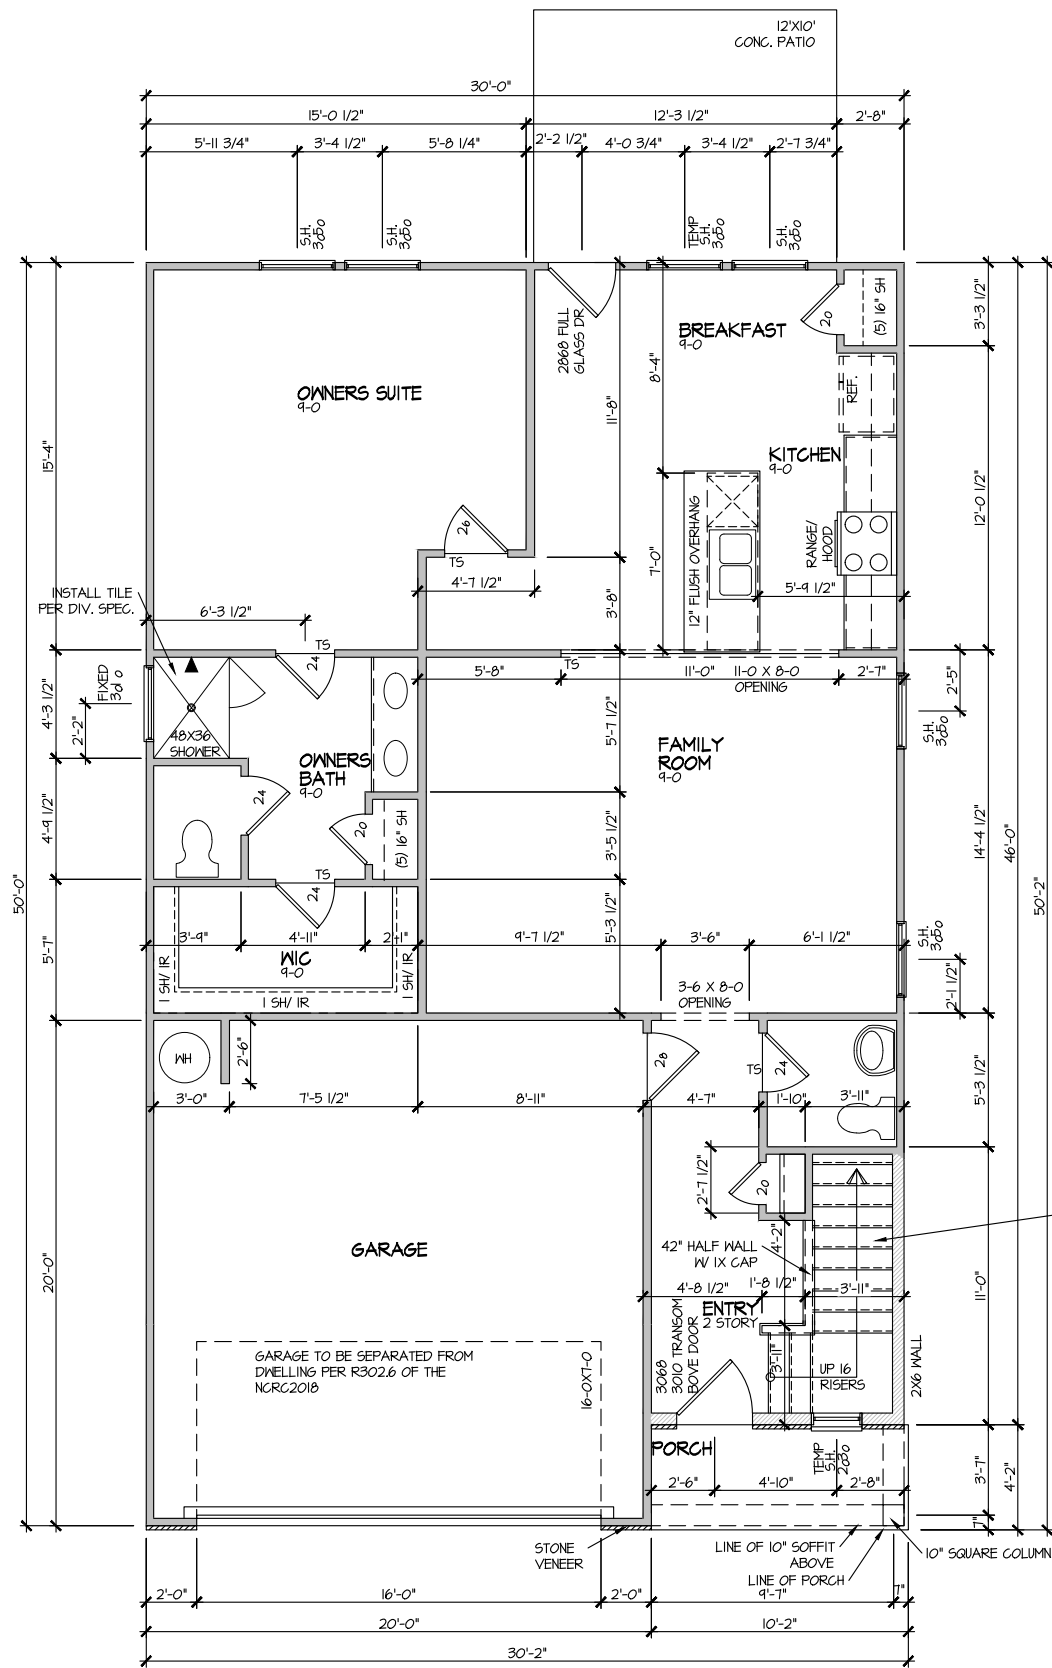 12'X10'
CONC. PATIO
30'-0"
15'-0 1/2"
12'-3 1/2"
2'-8"
5'-11 3/4"
3'-4 1/2"
5'-8 1/4"
2'-2 1/2"
4'-0 3/4"
3'-4 1/2"
2'-7 3/4"
S.H.
3050
S.H.
3050
TEMP
S.H.
3050
S.H.
3050
2868 FULL
GLASS DR
BREAKFAST
9-0
20
(5) 16" SH
3'-3 1/2"
8'-4"
REF.
OWNERS SUITE
9-0
11'-8"
15'-4"
KITCHEN
9-0
12'-0 1/2"
12" FLUSH OVERHANG
RANGE/
HOOD
26
TS
7'-0"
4'-7 1/2"
5'-9 1/2"
3'-8"
INSTALL TILE
PER DIV. SPEC.
6'-3 1/2"
TS
24
TS
5'-8"
11'-0"
11-0 X 8-0
OPENING
2'-7"
2'-5"
FIXED
3010
4'-3 1/2"
2'-2"
48X36
SHOWER
5'-7 1/2"
S.H.
3050
FAMILY
ROOM
9-0
OWNERS
BATH
9-0
24
20
(5) 16" SH
4'-9 1/2"
3'-5 1/2"
14'-4 1/2"
46'-0"
50'-0"
50'-2"
TS
24
5'-7"
3'-9"
4'-11"
2'-1"
9'-7 1/2"
5'-3 1/2"
3'-6"
6'-1 1/2"
S.H.
3050
WIC
9-0
1 SH/ 1R
1 SH/ 1R
1 SH/ 1R
3-6 X 8-0
OPENING
2'-1 1/2"
WH
2'-6"
28
TS
24
5'-3 1/2"
3'-0"
7'-5 1/2"
8'-11"
4'-7"
1'-10"
3'-11"
2'-7 1/2"
20
GARAGE
42" HALF WALL
W/ 1X CAP
4'-2"
20'-0"
4'-8 1/2"
1'-8 1/2"
3'-11"
11'-0"
ENTRY
2 STORY
3068
3010 TRANSOM
BOVE DOOR
GARAGE TO BE SEPARATED FROM
DWELLING PER R302.6 OF THE
NCRC2018
16-0X7-0
3'-11"
UP 16
RISERS
2X6 WALL
PORCH
TEMP
S.H.
2030
2'-6"
4'-10"
2'-8"
3'-7"
4'-2"
7"
STONE
VENEER
LINE OF 10" SOFFIT
ABOVE
LINE OF PORCH
10" SQUARE COLUMN
2'-0"
16'-0"
2'-0"
9'-7"
7"
20'-0"
10'-2"
30'-2"